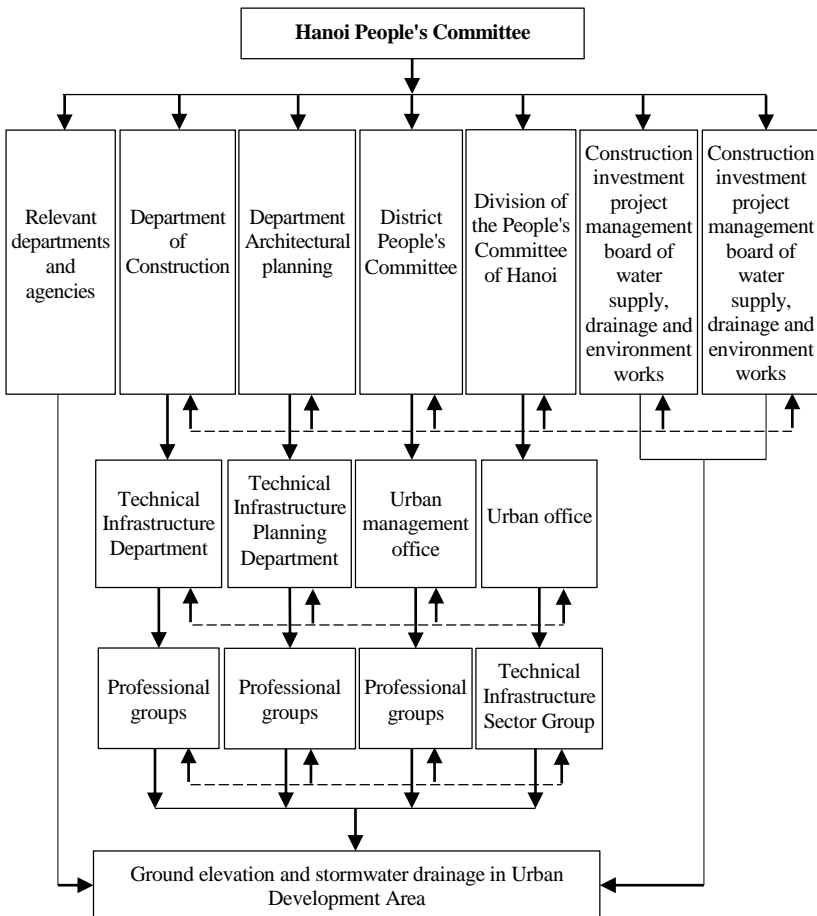 Hanoi People's Committee
Relevant
departments
and
agencies
Department
of
Construction
Department
Architectural
planning
District
People's
Committee
Division of
the People's
Committee
of Hanoi
Construction
investment
project
management
board of
water
supply,
drainage and
environment
works
Construction
investment
project
management
board of
water
supply,
drainage and
environment
works
Technical
Infrastructure
Department
Technical
Infrastructure
Planning
Department
Urban
management
office
Urban office
Professional
groups
Professional
groups
Professional
groups
Technical
Infrastructure
Sector Group
Ground elevation and stormwater drainage in Urban
Development Area